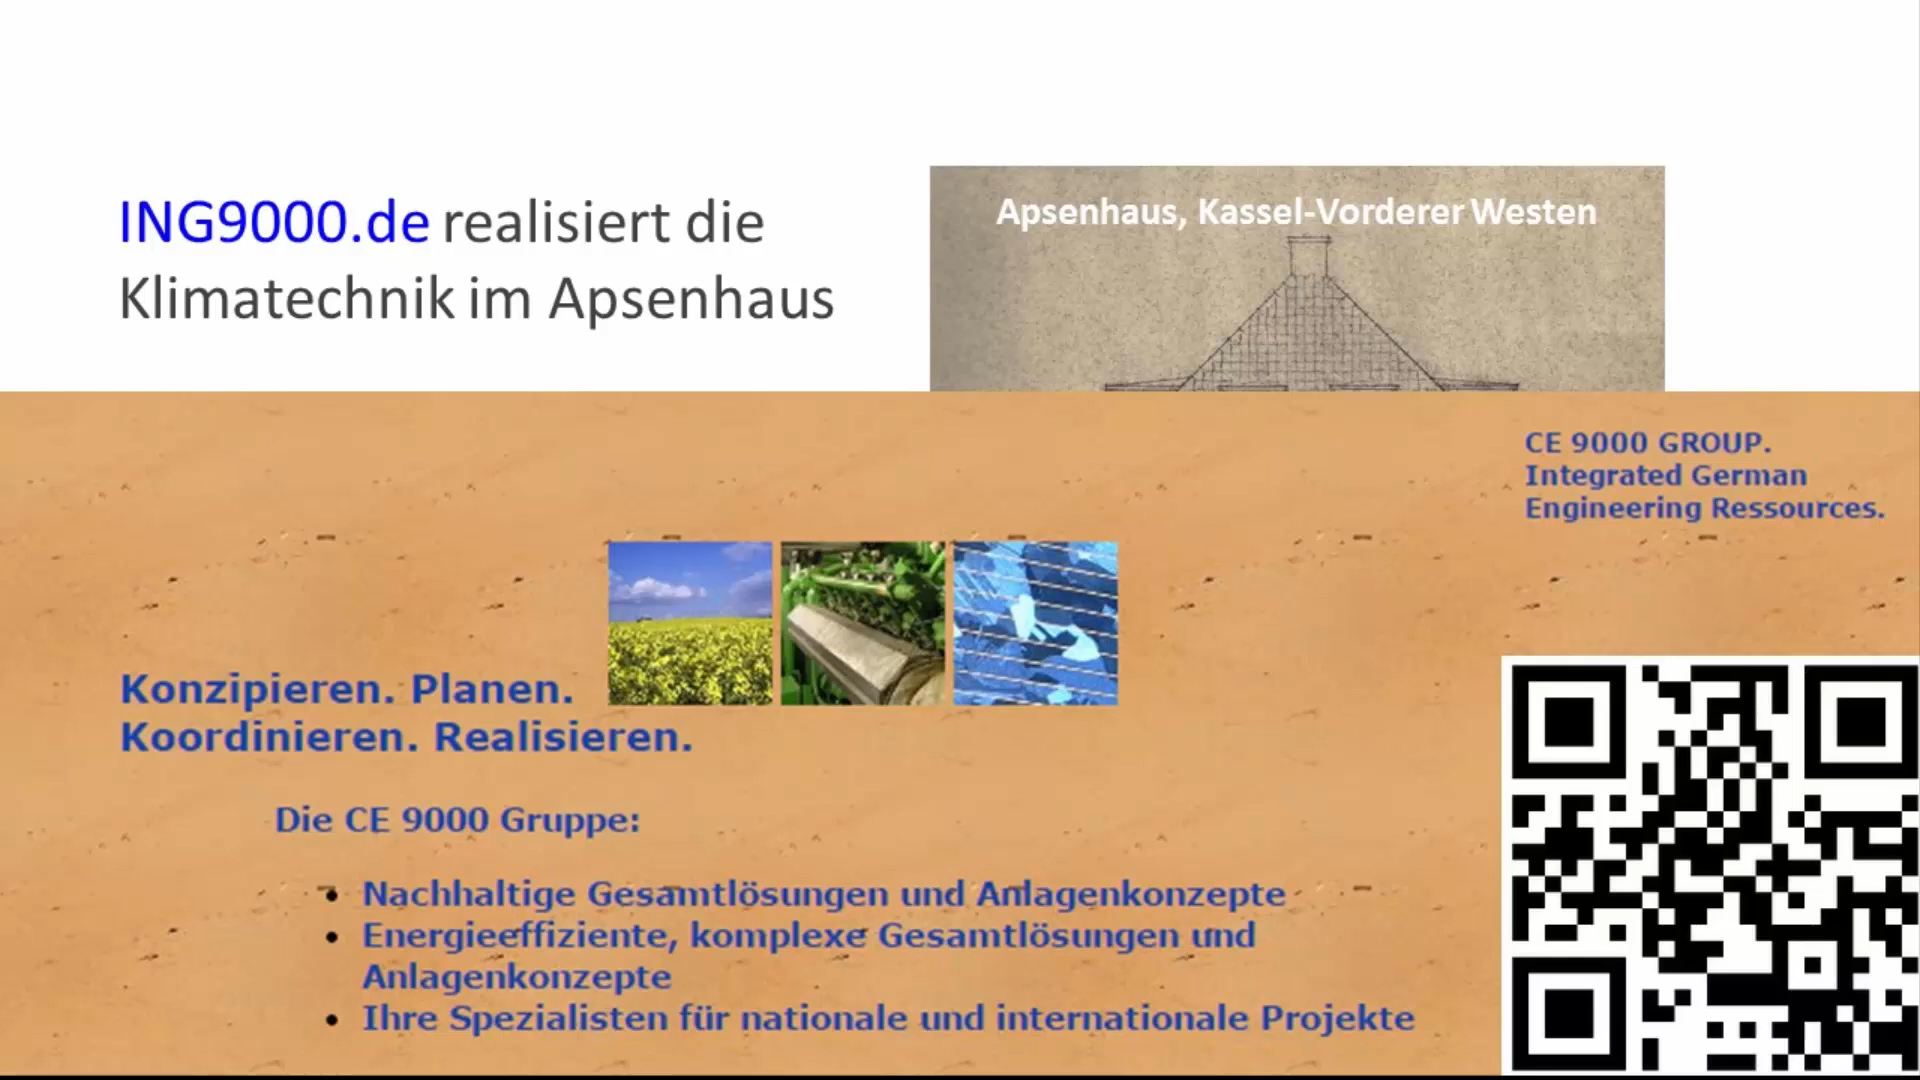 ING9000.de realisiert die
Klimatechnik im Apsenhaus
Apsenhaus, Kassel-Vorderer Westen
CE 9000 GROUP.
Integrated German
Engineering Ressources.
Konzipieren. Planen.
Koordinieren. Realisieren.
Die CE 9000 Gruppe:
• Nachhaltige Gesamtlösungen und Anlagenkonzepte
• Energieeffiziente, komplexe Gesamtlösungen und
Anlagenkonzepte
• Ihre Spezialisten für nationale und internationale Projekte